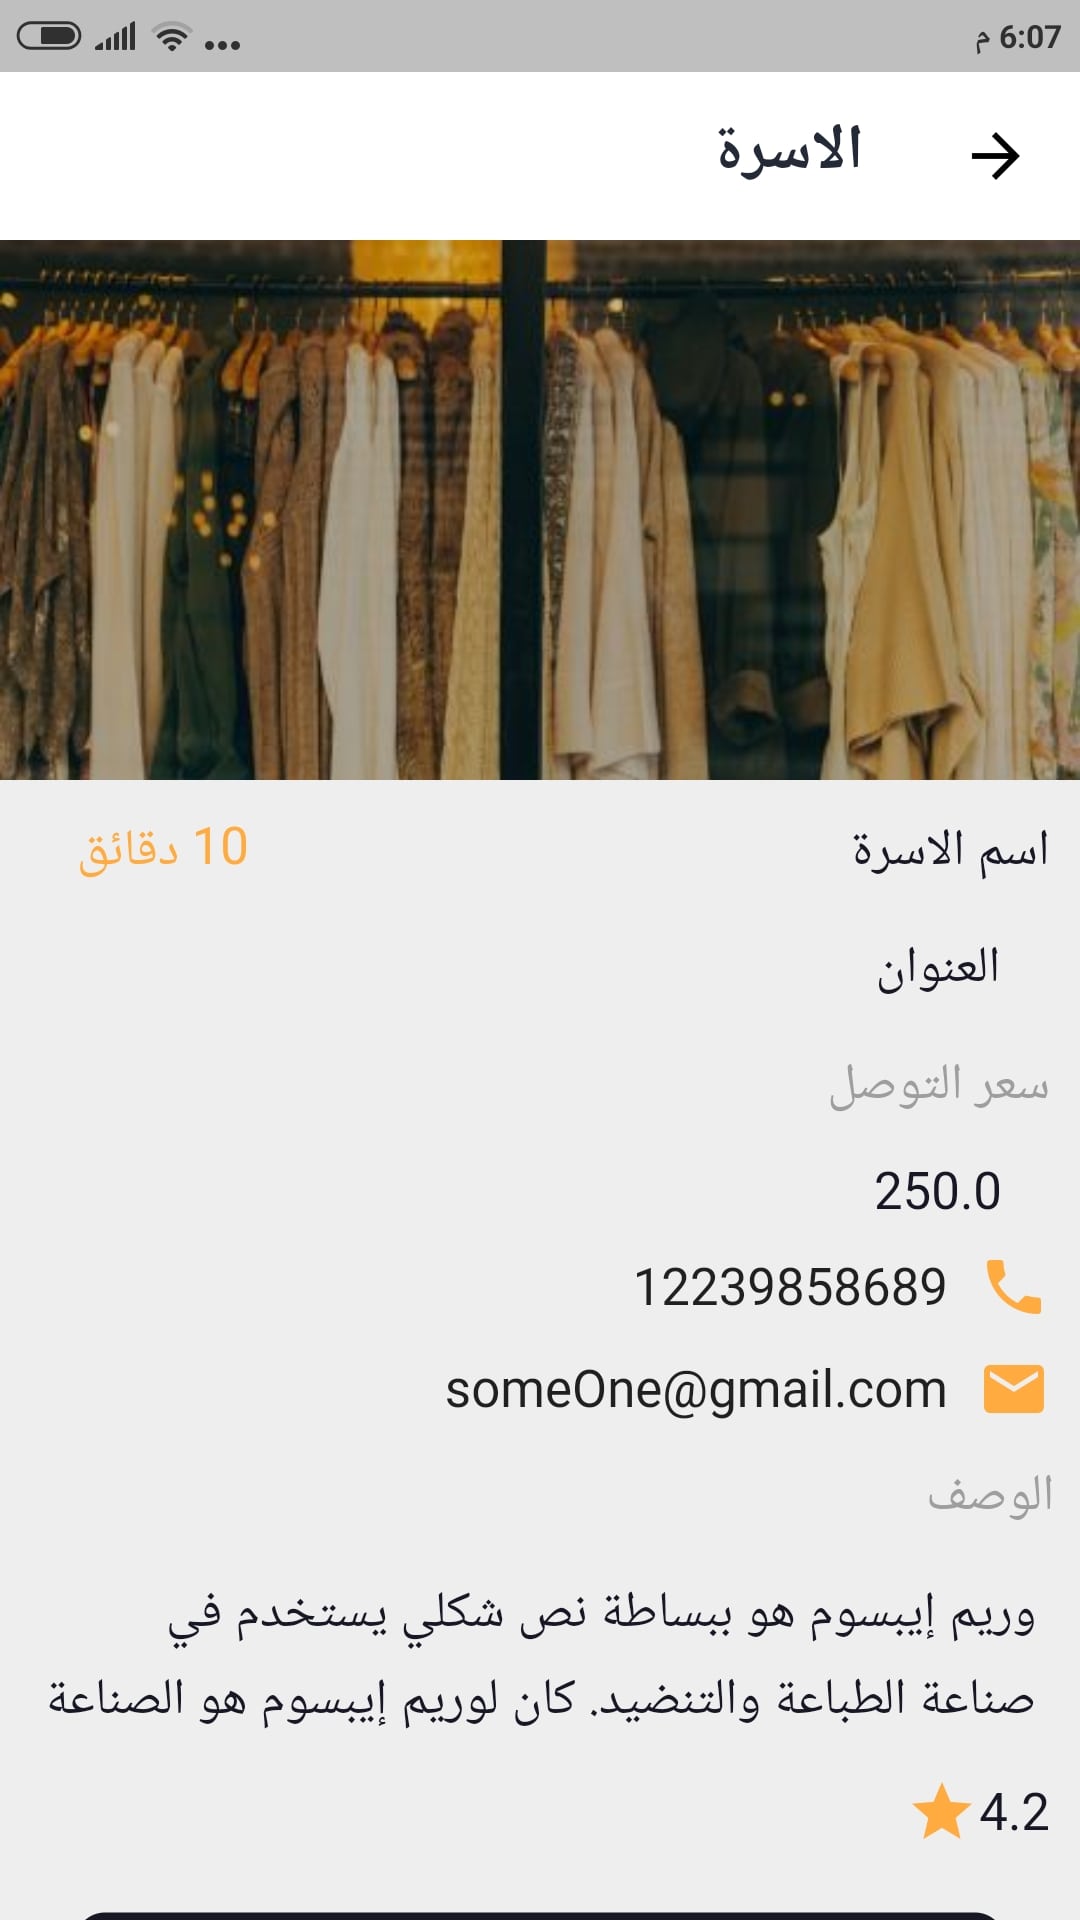 6:07 م
الاسرة
اسم الاسرة
10 دقائق
العنوان
سعر التوصل
250.0
12239858689
someOne@gmail.com
الوصف
وريم إيبسوم هو ببساطة نص شكلي يستخدم في
صناعة الطباعة والتنضيد. كان لوريم إيبسوم هو الصناعة
4.2